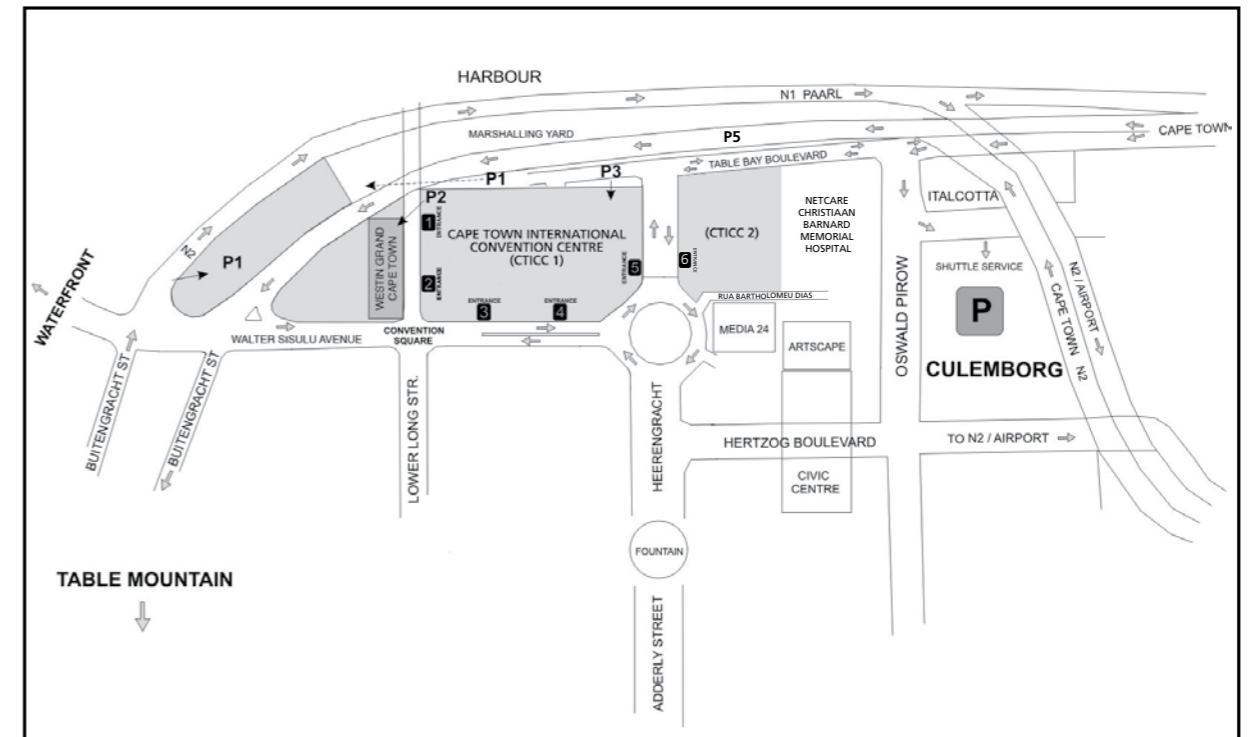 HARBOUR
N1 PAARL
MARSHALLING YARD
P5
CAPE TOWN
TABLE BAY BOULEVARD
P1
P3
P2
ITALCOTTA
NETCARE
CHRISTIAAN
BARNARD
MEMORIAL
HOSPITAL
1
ENTRANCE
CAPE TOWN INTERNATIONAL
CONVENTION CENTRE
(CTICC 1)
(CTICC 2)
N2
P1
WESTIN GRAND
CAPE TOWN
2
ENTRANCE
5
ENTRANCE
6
ENTRANCE
SHUTTLE SERVICE
P
CULEMBORG
N2 / AIRPORT
CAPE TOWN
N2
ENTRANCE
3
ENTRANCE
4
RUA BARTHOLOMEU DIAS
WATERFRONT
WALTER SISULU AVENUE
CONVENTION
SQUARE
MEDIA 24
ARTSCAPE
OSWALD PIROW
BUITENGRACHT ST
BUITENGRACHT ST
LOWER LONG STR.
HEERENGRACHT
HERTZOG BOULEVARD
TO N2 / AIRPORT
CIVIC
CENTRE
FOUNTAIN
TABLE MOUNTAIN
ADDERLY STREET